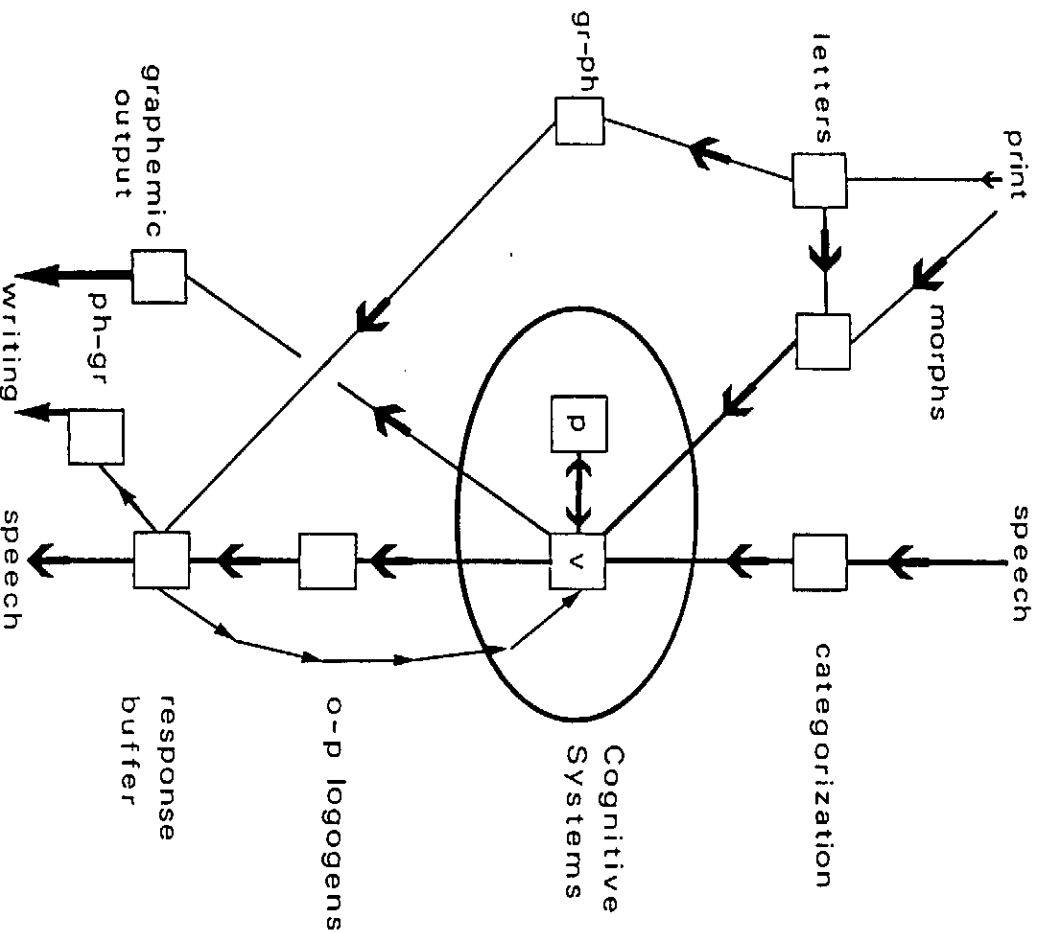 print
speech
morphs
letters
categorization
gr-ph
p
v
Cognitive
Systems
o-p logogens
graphemic
output
response
buffer
ph-gr
writing
speech